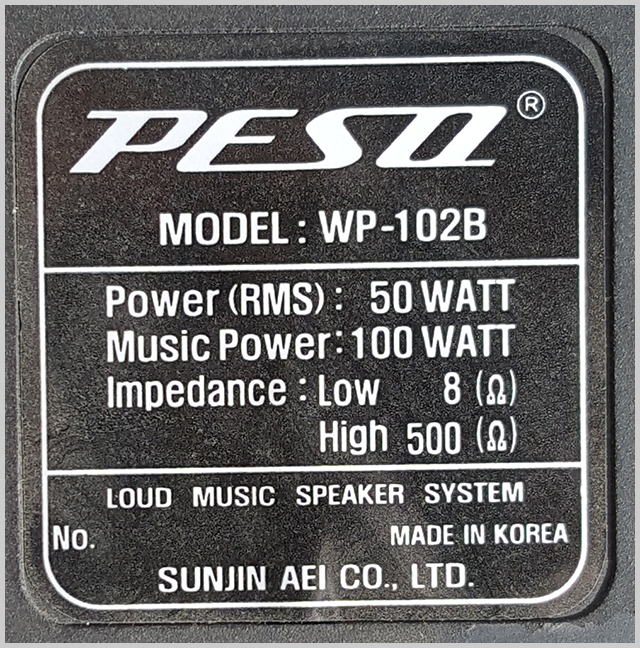 PESO®
MODEL : WP-102B
Power (RMS) : 50 WATT
Music Power : 100 WATT
Impedance : Low 8 (Ω)
High 500 (Ω)
LOUD MUSIC SPEAKER SYSTEM
No. MADE IN KOREA
SUNJIN AEI CO., LTD.